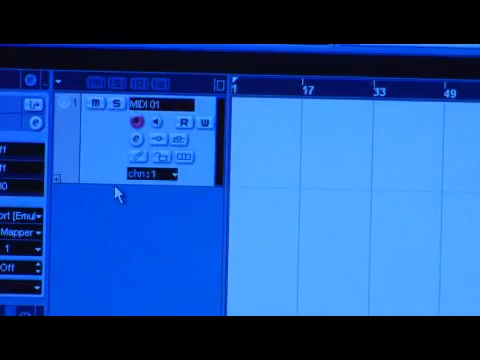 1 M S MIDI 01
R W
e
chn:1
1 17 33 49
e
ff
ff
00
ort [Emul
Mapper
1
Off